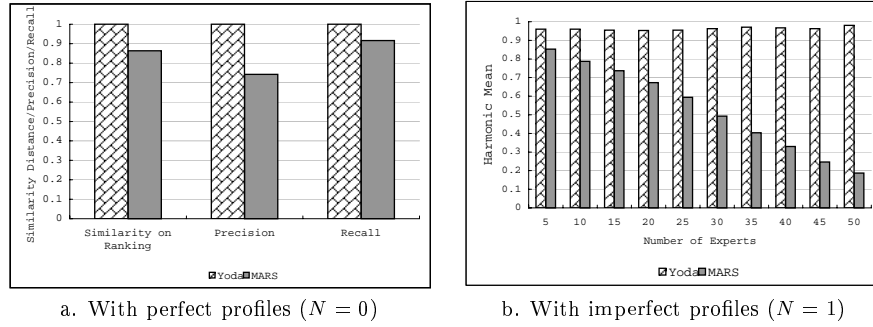 Similarity Distance/Precision/Recall
1
0.9
0.8
0.7
0.6
0.5
0.4
0.3
0.2
0.1
0
Similarity on
Ranking
Precision
Recall
Yoda MARS
a. With perfect profiles (N = 0)
Harmonic Mean
1
0.9
0.8
0.7
0.6
0.5
0.4
0.3
0.2
0.1
0
5 10 15 20 25 30 35 40 45 50
Number of Experts
Yoda MARS
b. With imperfect profiles (N = 1)